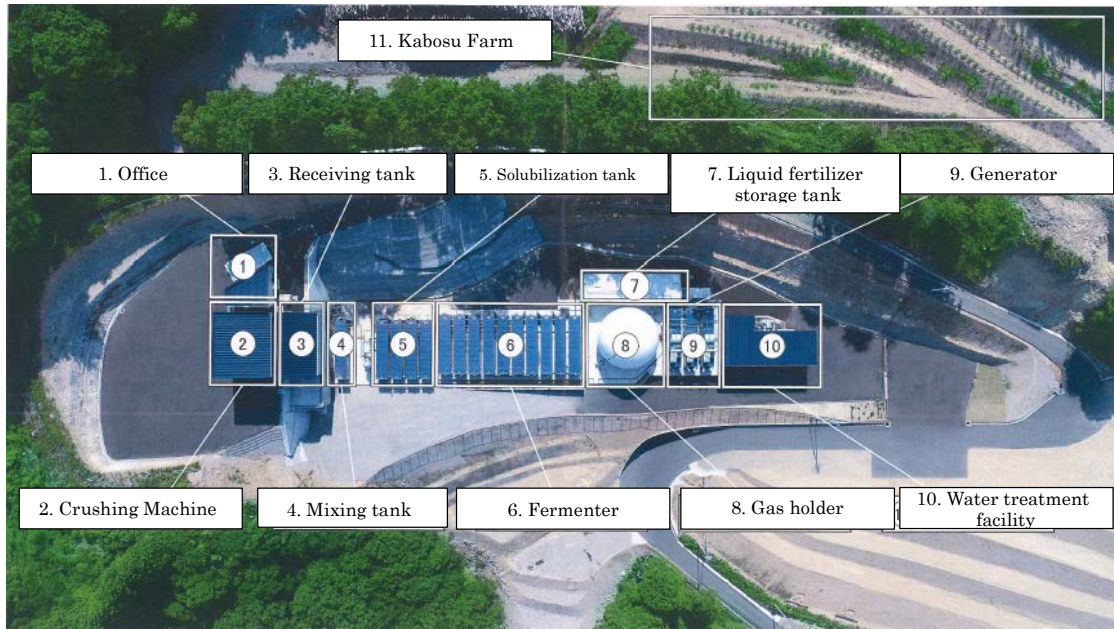 11. Kabosu Farm
1. Office
3. Receiving tank
5. Solubilization tank
7. Liquid fertilizer
storage tank
9. Generator
1
7
2
3
4
5
6
8
9
10
2. Crushing Machine
4. Mixing tank
6. Fermenter
8. Gas holder
10. Water treatment
facility